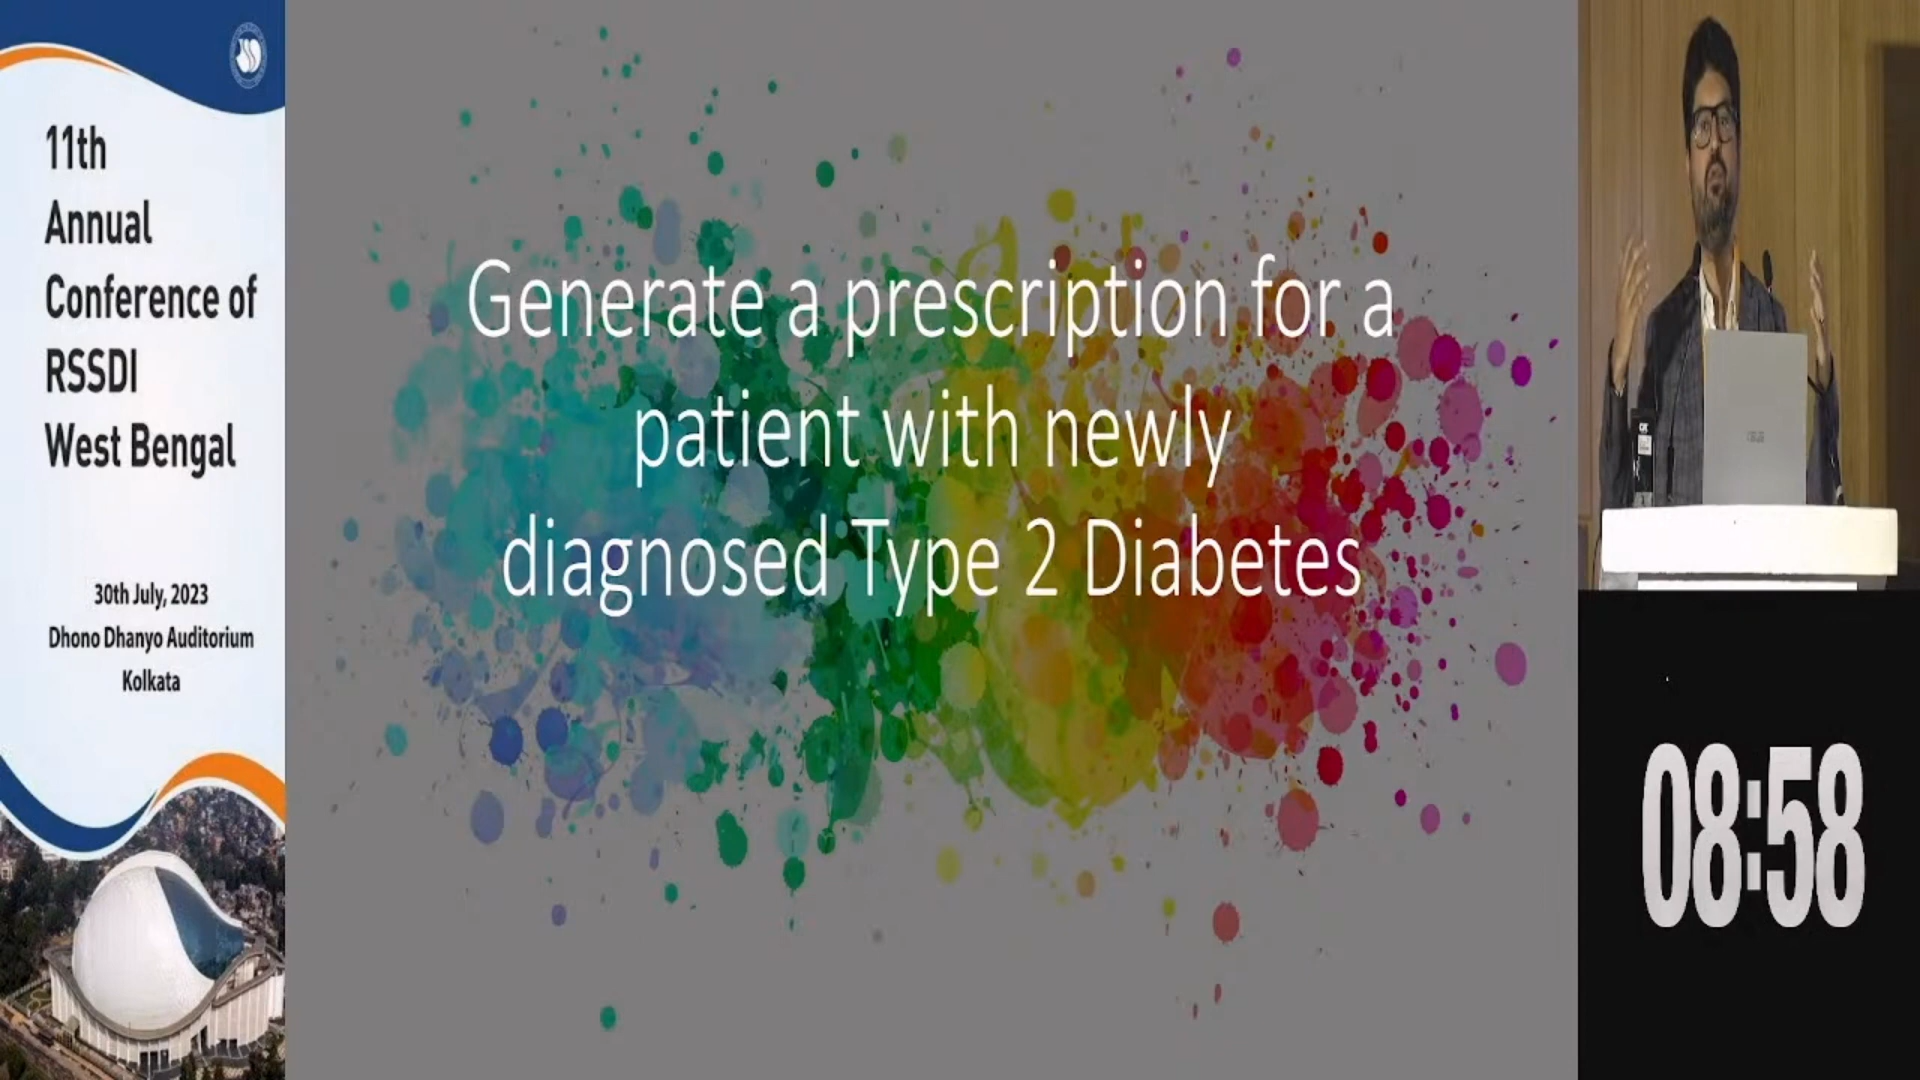 11th
Annual
Conference of
RSSDI
West Bengal
30th July, 2023
Dhono Dhanyo Auditorium
Kolkata
Generate a prescription for a
patient with newly
diagnosed Type 2 Diabetes
08:58